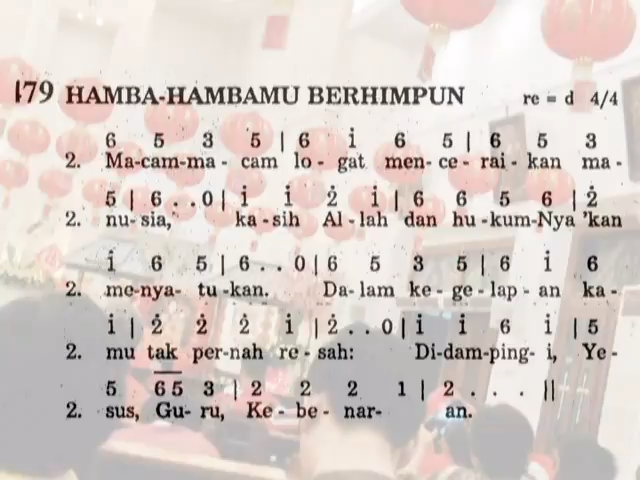 479 HAMBA-HAMBAMU BERHIMPUN re = d 4/4
6 5 3 5 | 6 i̇ 6 5 | 6 5 3
2. Ma-cam-ma - cam lo - gat men- ce - rai - kan ma -
5 | 6 . . 0 | i̇ i̇ 2̇ i̇ | 6 6 5 6 | 2̇
2. nu- sia, ka - sih Al - lah dan hu - kum-Nya 'kan
i̇ 6 5 | 6 . . 0 | 6 5 3 5 | 6 i̇ 6
2. me-nya- tu -kan. Da- lam ke - ge - lap - an ka -
i̇ | 2̇ 2̇ 2̇ i̇ | 2̇ . . 0 | i̇ i̇ 6 i̇ | 5
2. mu tak per-nah re - sah: Di-dam-ping- i, Ye -
5 6 5 3 | 2 2 2 1 | 2 . . . ||
2. sus, Gu- ru, Ke - be - nar- an.